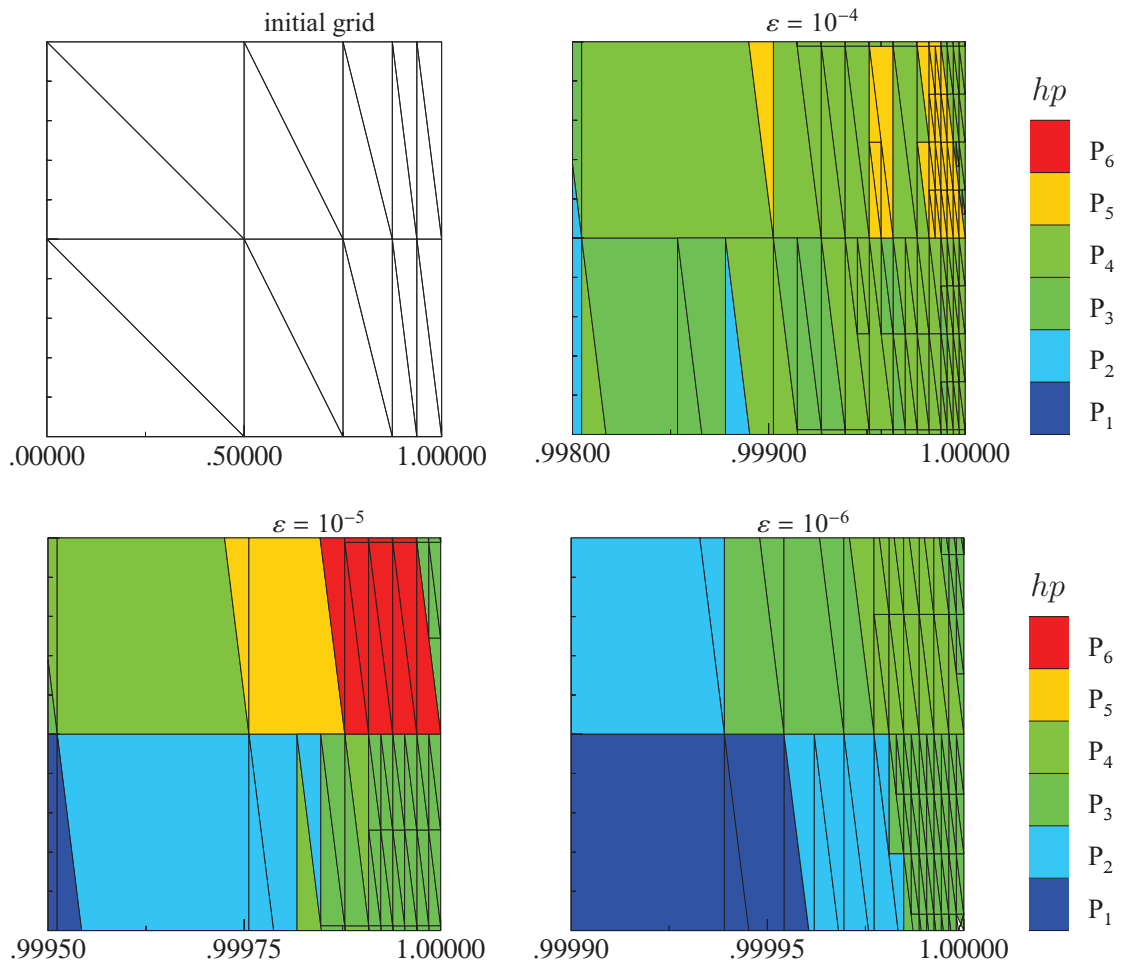 initial grid
ε = 10⁻⁴
hp
P₆
P₅
P₄
P₃
P₂
P₁
.00000 .50000 1.00000
.99800 .99900 1.00000
ε = 10⁻⁵
ε = 10⁻⁶
hp
P₆
P₅
P₄
P₃
P₂
P₁
.99950 .99975 1.00000
.99990 .99995 1.00000